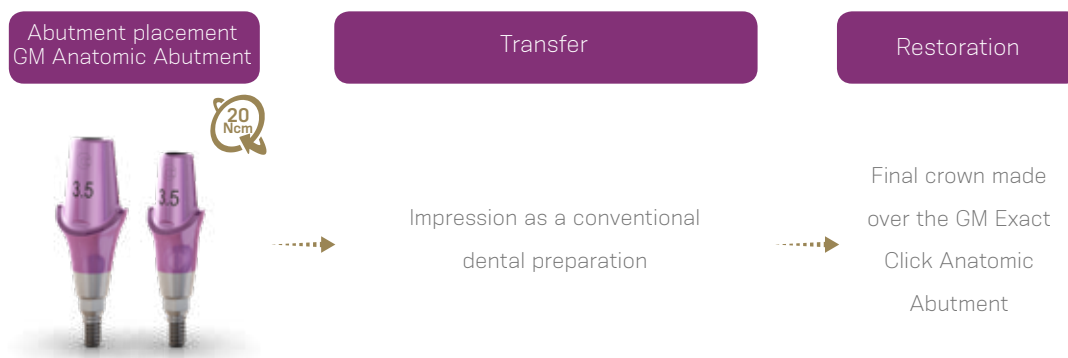 Abutment placement
GM Anatomic Abutment
Transfer
Restoration
20
Ncm
3.5
3.5
Impression as a conventional
dental preparation
Final crown made
over the GM Exact
Click Anatomic
Abutment